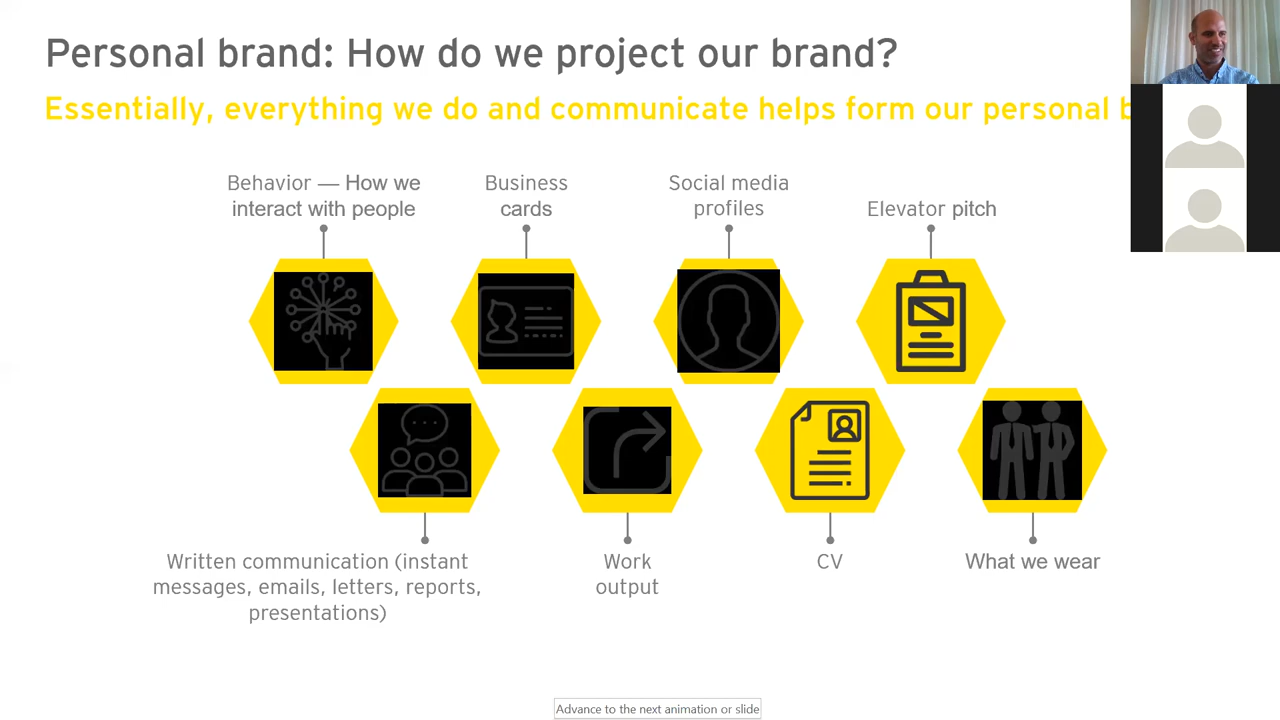 Personal brand: How do we project our brand?
Essentially, everything we do and communicate helps form our personal b
Behavior — How we
interact with people
Business
cards
Social media
profiles
Elevator pitch
Written communication (instant
messages, emails, letters, reports,
presentations)
Work
output
CV
What we wear
Advance to the next animation or slide